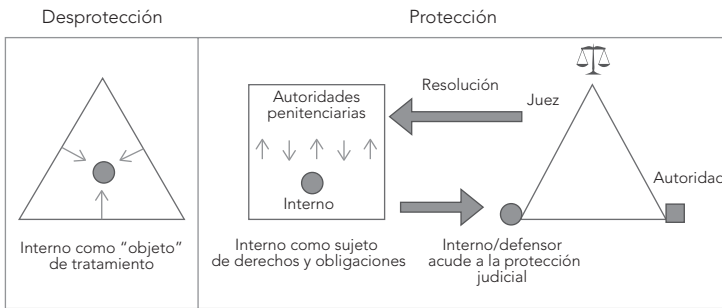 Desprotección
Protección
Interno como “objeto”
de tratamiento
Autoridades
penitenciarias
Interno
Interno como sujeto
de derechos y obligaciones
Resolución
Juez
Autoridad
Interno/defensor
acude a la protección
judicial